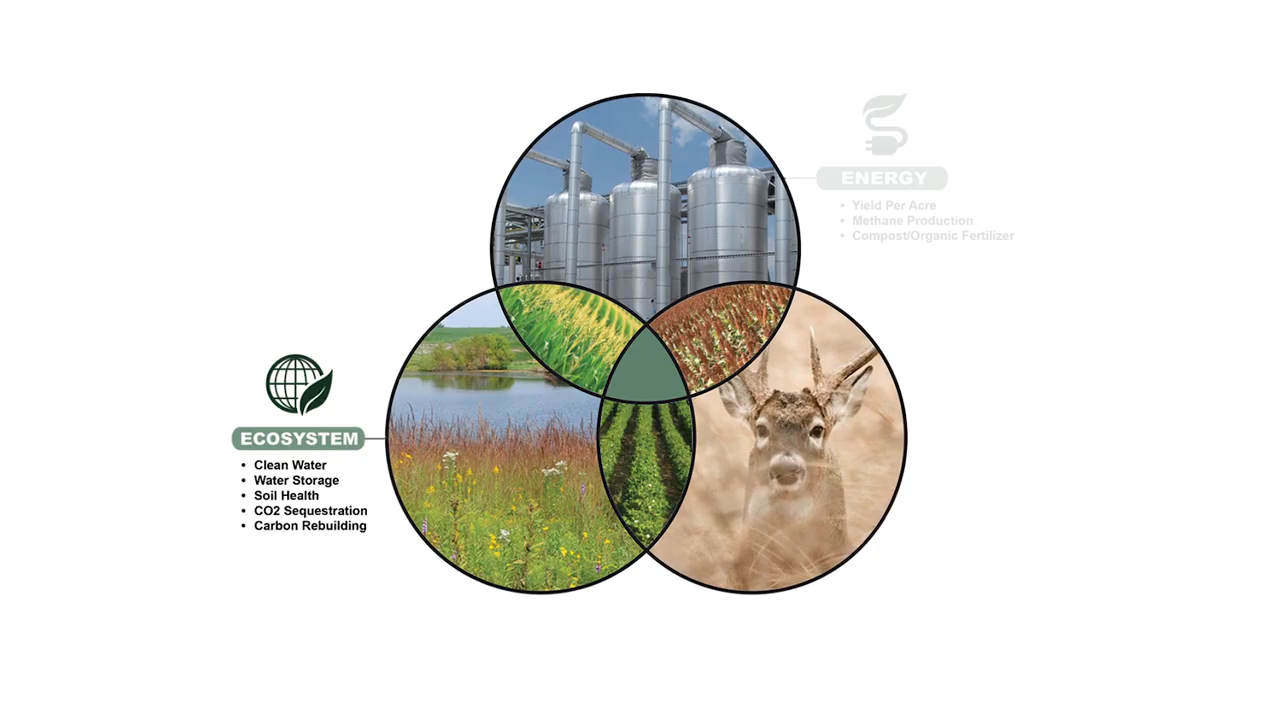 ENERGY
• Yield Per Acre
• Methane Production
• Compost/Organic Fertilizer
ECOSYSTEM
• Clean Water
• Water Storage
• Soil Health
• CO2 Sequestration
• Carbon Rebuilding